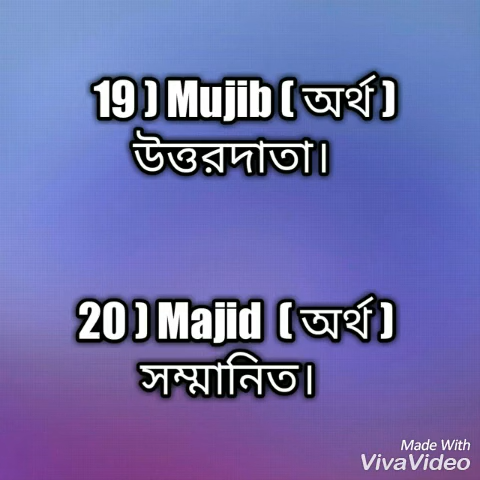 19 ) Mujib ( অর্থ )
উত্তরদাতা।
20 ) Majid ( অর্থ )
সম্মানিত।
Made With
VivaVideo